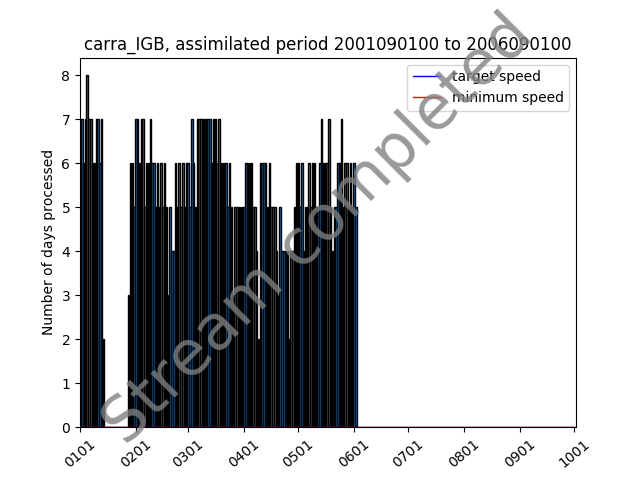 carra_IGB, assimilated period 2001090100 to 2006090100
target speed
minimum speed
Number of days processed
8
7
6
5
4
3
2
1
0
0101 0201 0301 0401 0501 0601 0701 0801 0901 1001
Stream completed